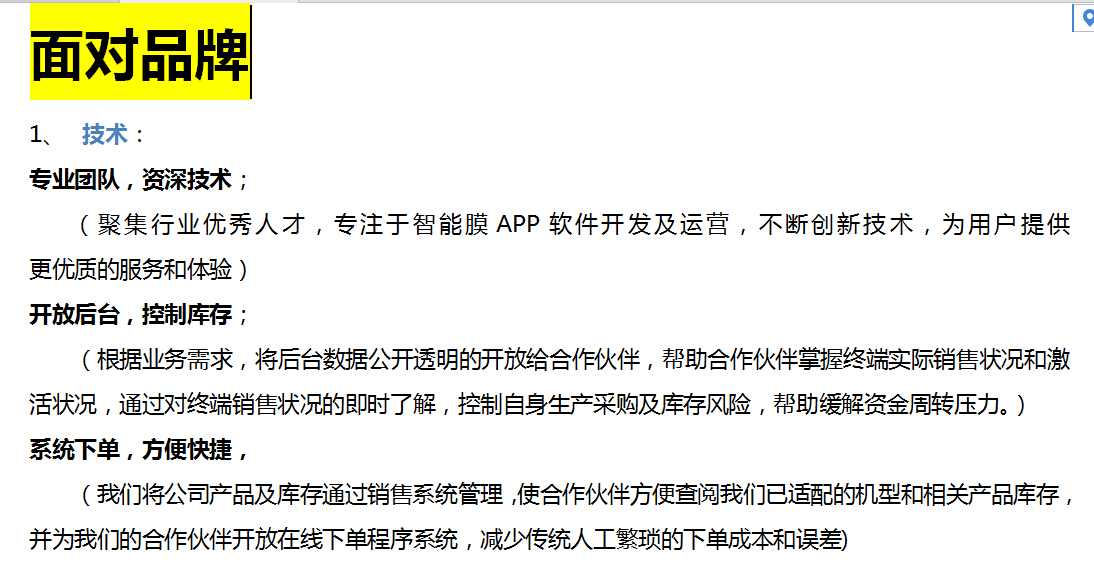 面对品牌
1、 技术：
专业团队，资深技术；
（聚集行业优秀人才，专注于智能膜 APP 软件开发及运营，不断创新技术，为用户提供
更优质的服务和体验）
开放后台，控制库存；
（根据业务需求，将后台数据公开透明的开放给合作伙伴，帮助合作伙伴掌握终端实际销售状况和激
活状况，通过对终端销售状况的即时了解，控制自身生产采购及库存风险，帮助缓解资金周转压力。）
系统下单，方便快捷，
（我们将公司产品及库存通过销售系统管理，使合作伙伴方便查阅我们已适配的机型和相关产品库存，
并为我们的合作伙伴开放在线下单程序系统，减少传统人工繁琐的下单成本和误差)